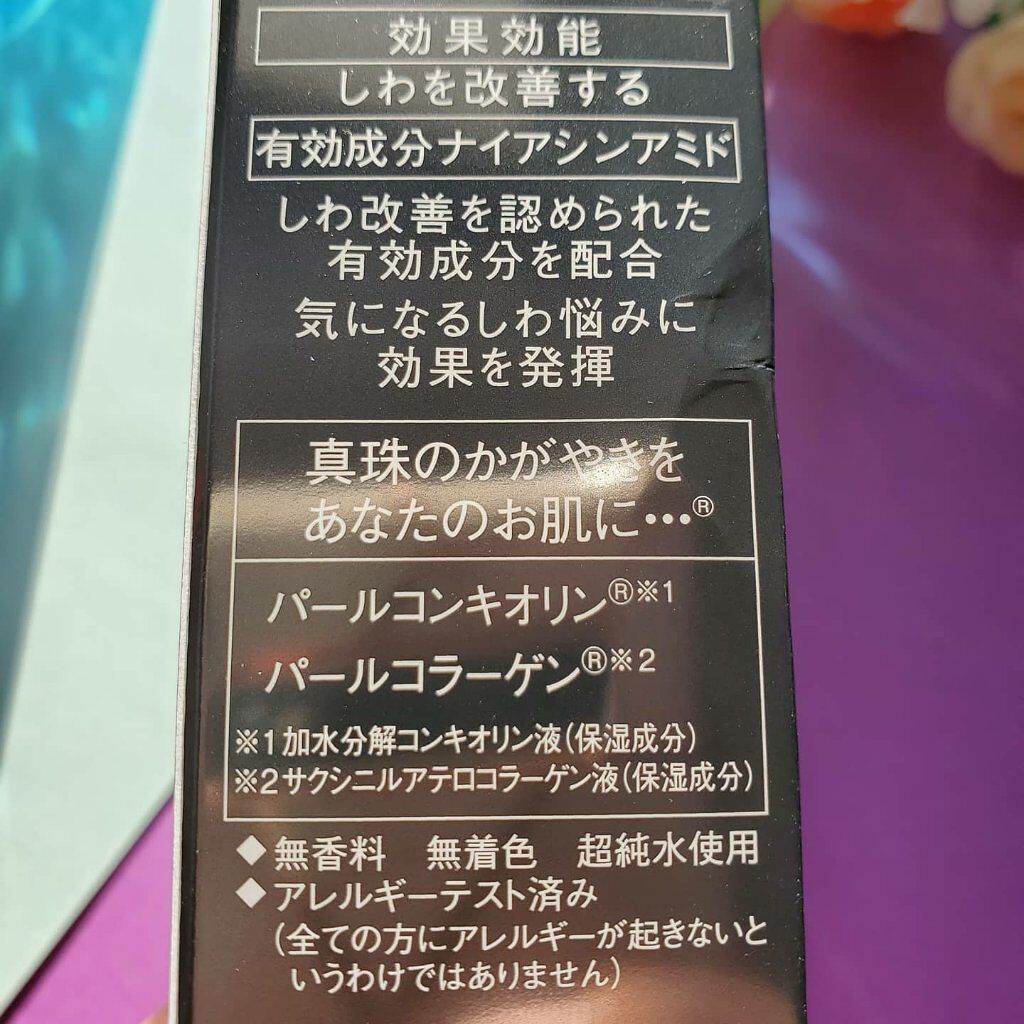 効果効能
しわを改善する
有効成分ナイアシンアミド
しわ改善を認められた
有効成分を配合
気になるしわ悩みに
効果を発揮
真珠のかがやきを
あなたのお肌に…®
パールコンキオリン®※1
パールコラーゲン®※2
※1加水分解コンキオリン液(保湿成分)
※2サクシニルアテロコラーゲン液(保湿成分)
◆無香料 無着色 超純水使用
◆アレルギーテスト済み
(全ての方にアレルギーが起きないと
いうわけではありません)